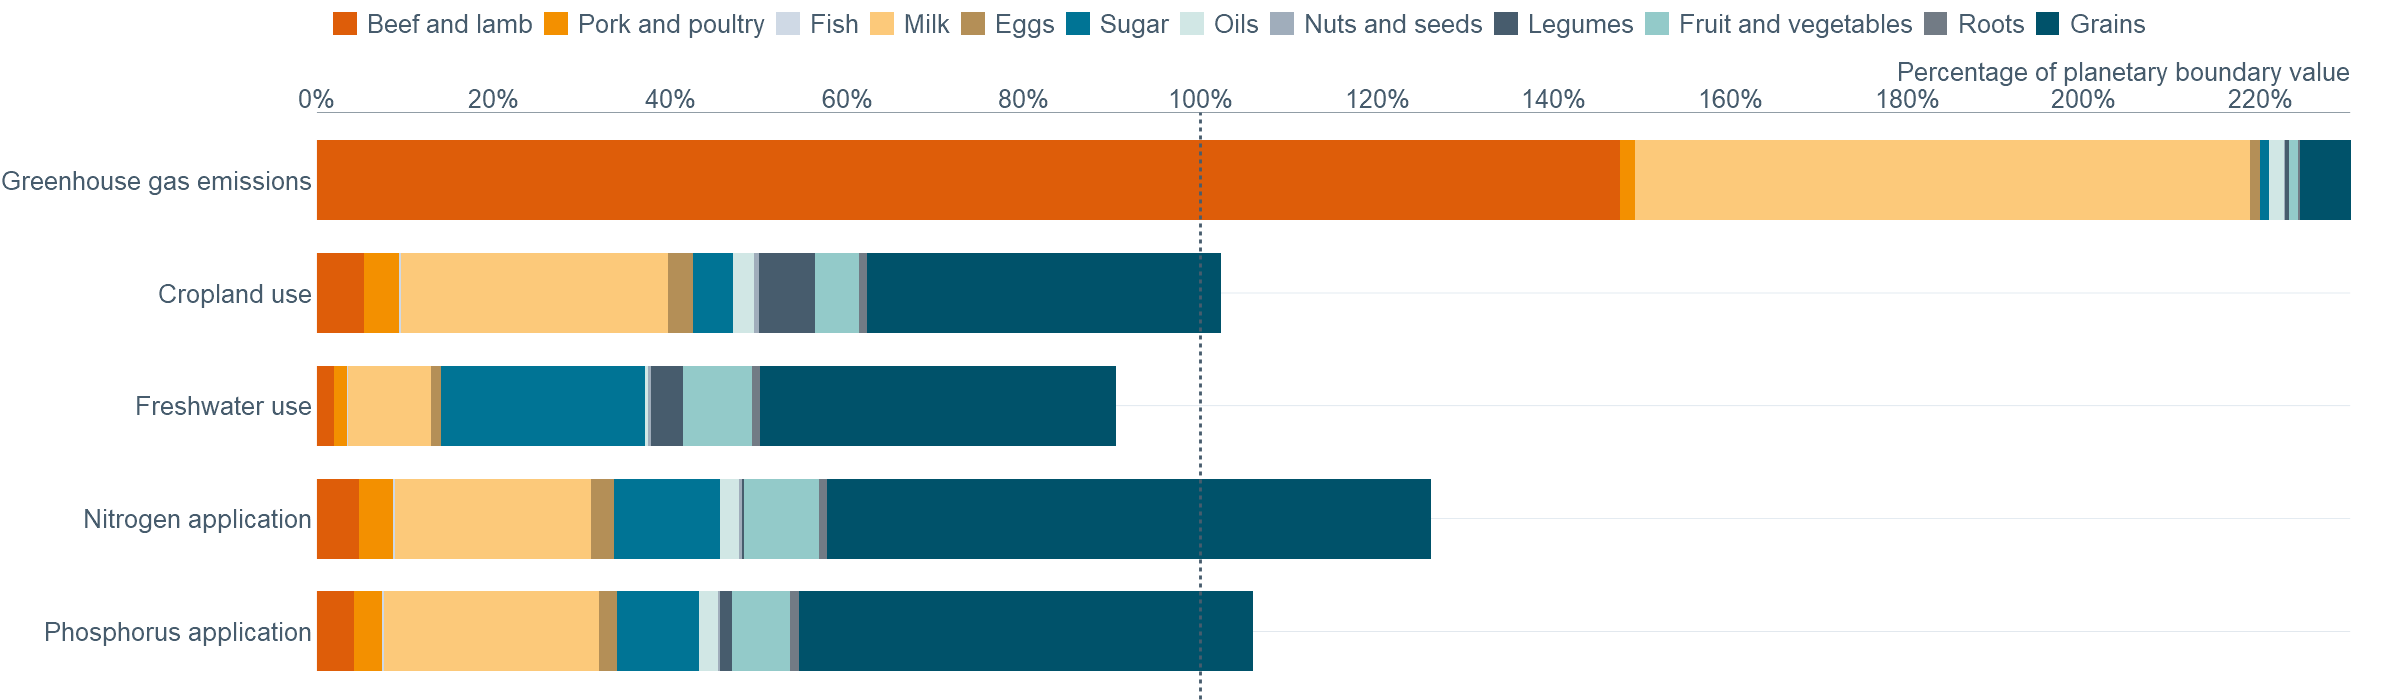 Beef and lamb Pork and poultry Fish Milk Eggs Sugar Oils Nuts and seeds Legumes Fruit and vegetables Roots Grains
Percentage of planetary boundary value
0% 20% 40% 60% 80% 100% 120% 140% 160% 180% 200% 220%
Greenhouse gas emissions
Cropland use
Freshwater use
Nitrogen application
Phosphorus application